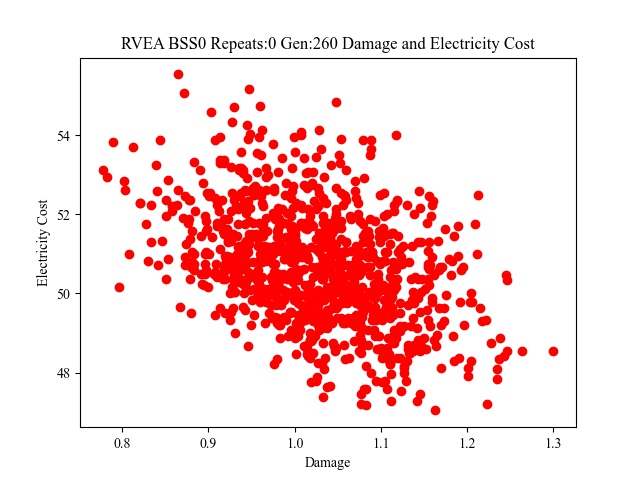 RVEA BSS0 Repeats:0 Gen:260 Damage and Electricity Cost
54
52
50
48
Electricity Cost
0.8 0.9 1.0 1.1 1.2 1.3
Damage